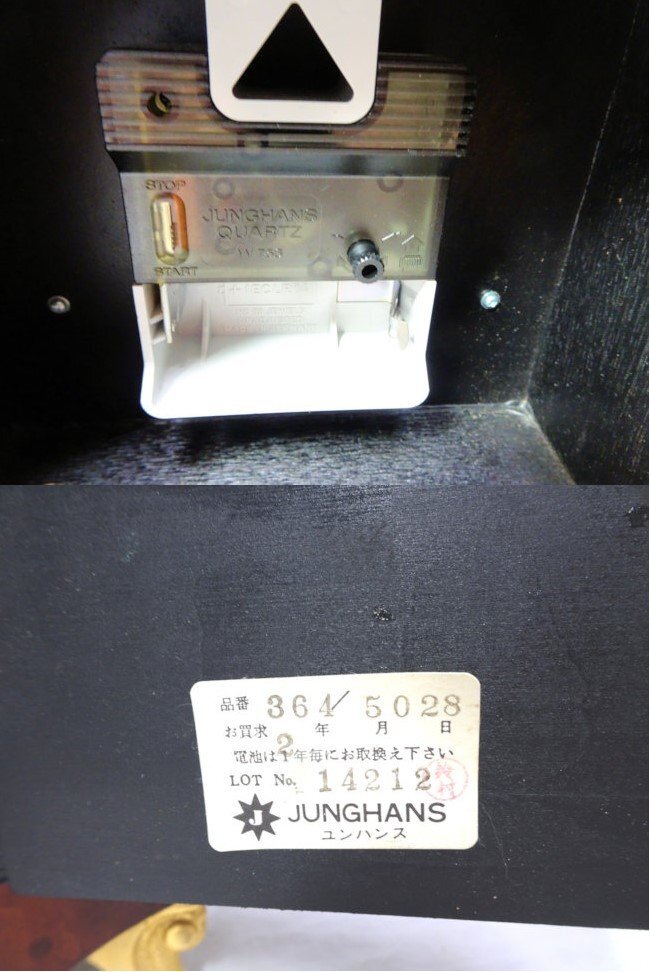 STOP
JUNGHANS
QUARTZ
START
品番 364/5028
お買求 年 月 日
2
電池は1年毎にお取換え下さい
LOT No. 14212
J JUNGHANS
ユンハンス